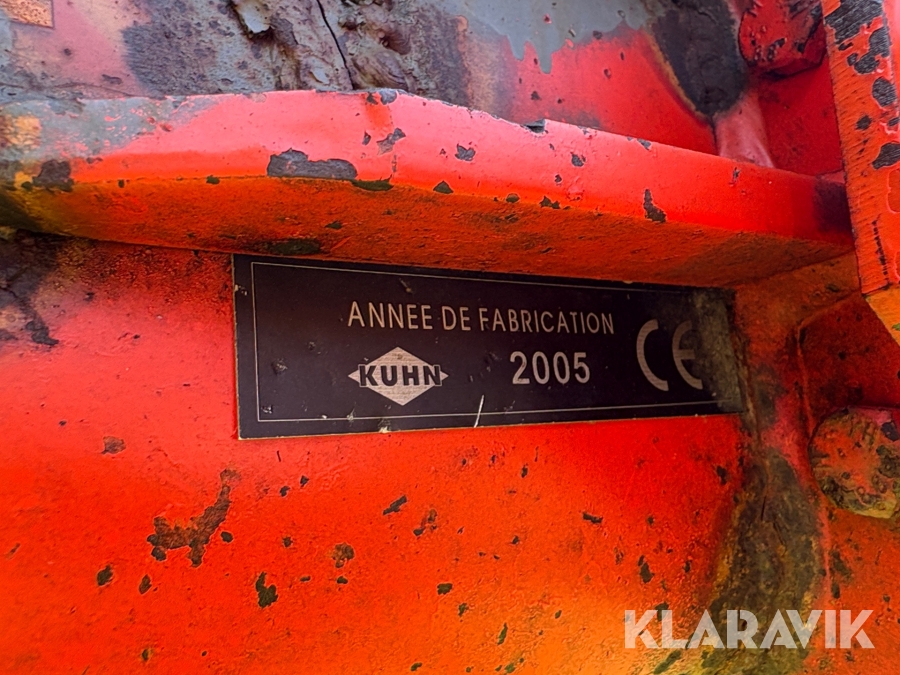 ANNEE DE FABRICATION
KUHN 2005 CE
KLARAVIK